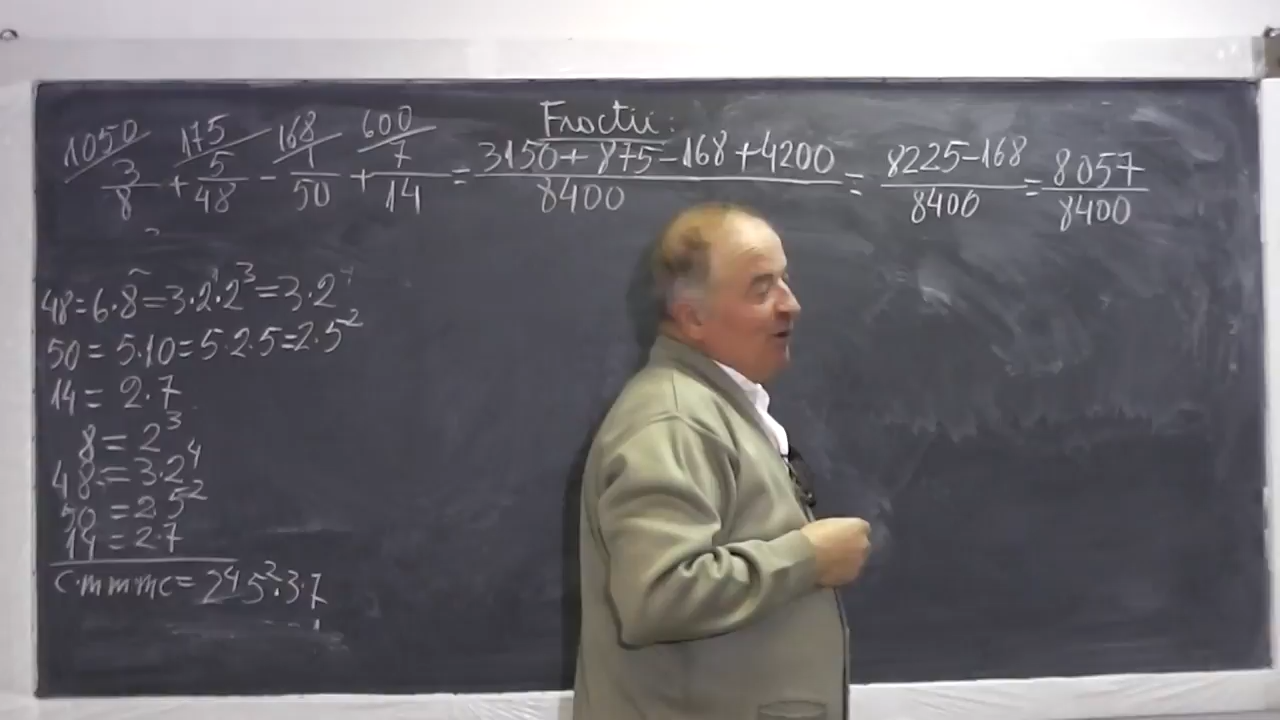 Fractii:
1050/ 175/ 168/ 600/
3/8 + 5/48 - 1/50 + 7/14 = (3150 + 875 - 168 + 4200)/8400 = (8225 - 168)/8400 = 8057/8400
48 = 6·8 = 3·2·2³ = 3·2⁴
50 = 5·10 = 5·2·5 = 2·5²
14 = 2·7
8 = 2³
48 = 3·2⁴
50 = 2 5²
14 = 2·7
c.m m mc = 2⁴ 5²·3·7